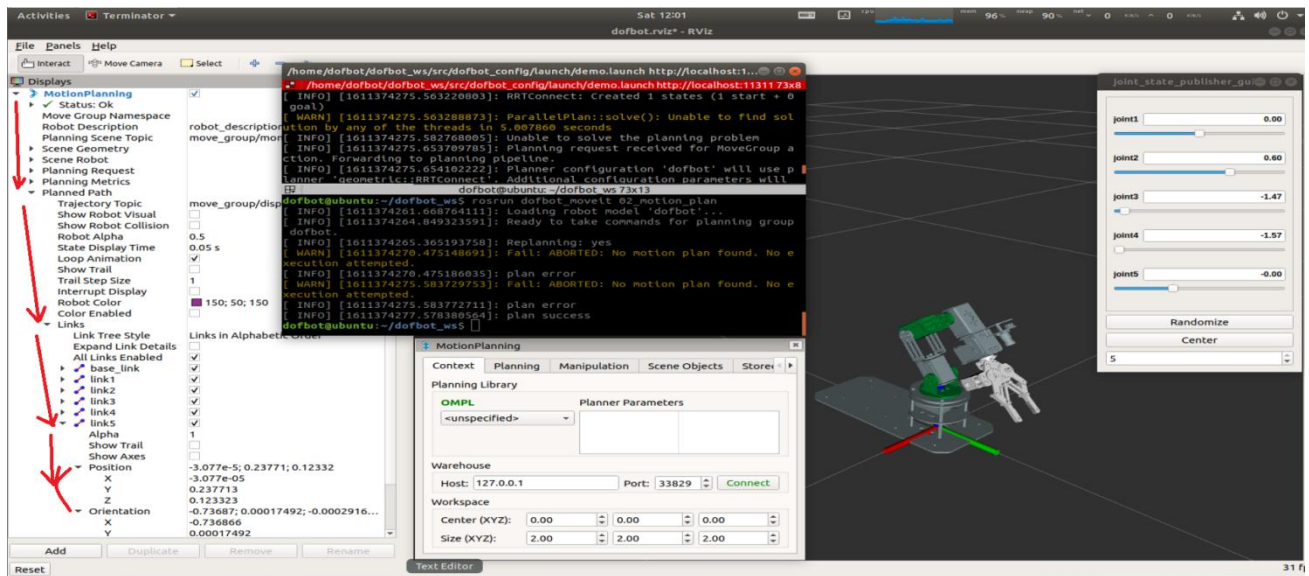 Activities Terminator Sat 12:01 cpu mem 96% swap 90% net 0 KB/s 0 KB/s
dofbot.rviz* - RViz
File Panels Help
Interact Move Camera Select
Displays
MotionPlanning
Status: Ok
Move Group Namespace
Robot Description robot_description
Planning Scene Topic move_group/mon
Scene Geometry
Scene Robot
Planning Request
Planning Metrics
Planned Path
Trajectory Topic move_group/disp
Show Robot Visual
Show Robot Collision
Robot Alpha 0.5
State Display Time 0.05 s
Loop Animation
Show Trail
Trail Step Size 1
Interrupt Display
Robot Color 150; 50; 150
Color Enabled
Links
Link Tree Style Links in Alphabetic Order
Expand Link Details
All Links Enabled
base_link
link1
link2
link3
link4
link5
Alpha 1
Show Trail
Show Axes
Position -3.077e-5; 0.23771; 0.12332
X -3.077e-05
Y 0.237713
Z 0.123323
Orientation -0.73687; 0.00017492; -0.0002916...
X -0.736866
Y 0.00017492
Add Duplicate Remove Rename
Reset
/home/dofbot/dofbot_ws/src/dofbot_config/launch/demo.launch http://localhost:1...
/home/dofbot/dofbot_ws/src/dofbot_config/launch/demo.launch http://localhost:11311 73x8
[ INFO] [1611374275.563220803]: RRTConnect: Created 1 states (1 start + 0
goal)
[ WARN] [1611374275.563288873]: ParallelPlan::solve(): Unable to find sol
ution by any of the threads in 5.007860 seconds
[ INFO] [1611374275.582768005]: Unable to solve the planning problem
[ INFO] [1611374275.653709785]: Planning request received for MoveGroup a
ction. Forwarding to planning pipeline.
[ INFO] [1611374275.654102222]: Planner configuration 'dofbot' will use p
lanner 'geometric::RRTConnect'. Additional configuration parameters will
dofbot@ubuntu: ~/dofbot_ws 73x13
dofbot@ubuntu:~/dofbot_ws$ rosrun dofbot_moveit 02_motion_plan
[ INFO] [1611374261.668764111]: Loading robot model 'dofbot'...
[ INFO] [1611374264.849323591]: Ready to take commands for planning group
dofbot.
[ INFO] [1611374265.365193758]: Replanning: yes
[ WARN] [1611374270.475148691]: Fail: ABORTED: No motion plan found. No e
xecution attempted.
[ INFO] [1611374270.475186035]: plan error
[ WARN] [1611374275.583729753]: Fail: ABORTED: No motion plan found. No e
xecution attempted.
[ INFO] [1611374275.583772711]: plan error
[ INFO] [1611374277.578380564]: plan success
dofbot@ubuntu:~/dofbot_ws$
MotionPlanning
Context Planning Manipulation Scene Objects Stored
Planning Library
OMPL Planner Parameters
<unspecified>
Warehouse
Host: 127.0.0.1 Port: 33829 Connect
Workspace
Center (XYZ): 0.00 0.00 0.00
Size (XYZ): 2.00 2.00 2.00
Text Editor
joint_state_publisher_gui
joint1 0.00
joint2 0.60
joint3 -1.47
joint4 -1.57
joint5 -0.00
Randomize
Center
5
31 fp